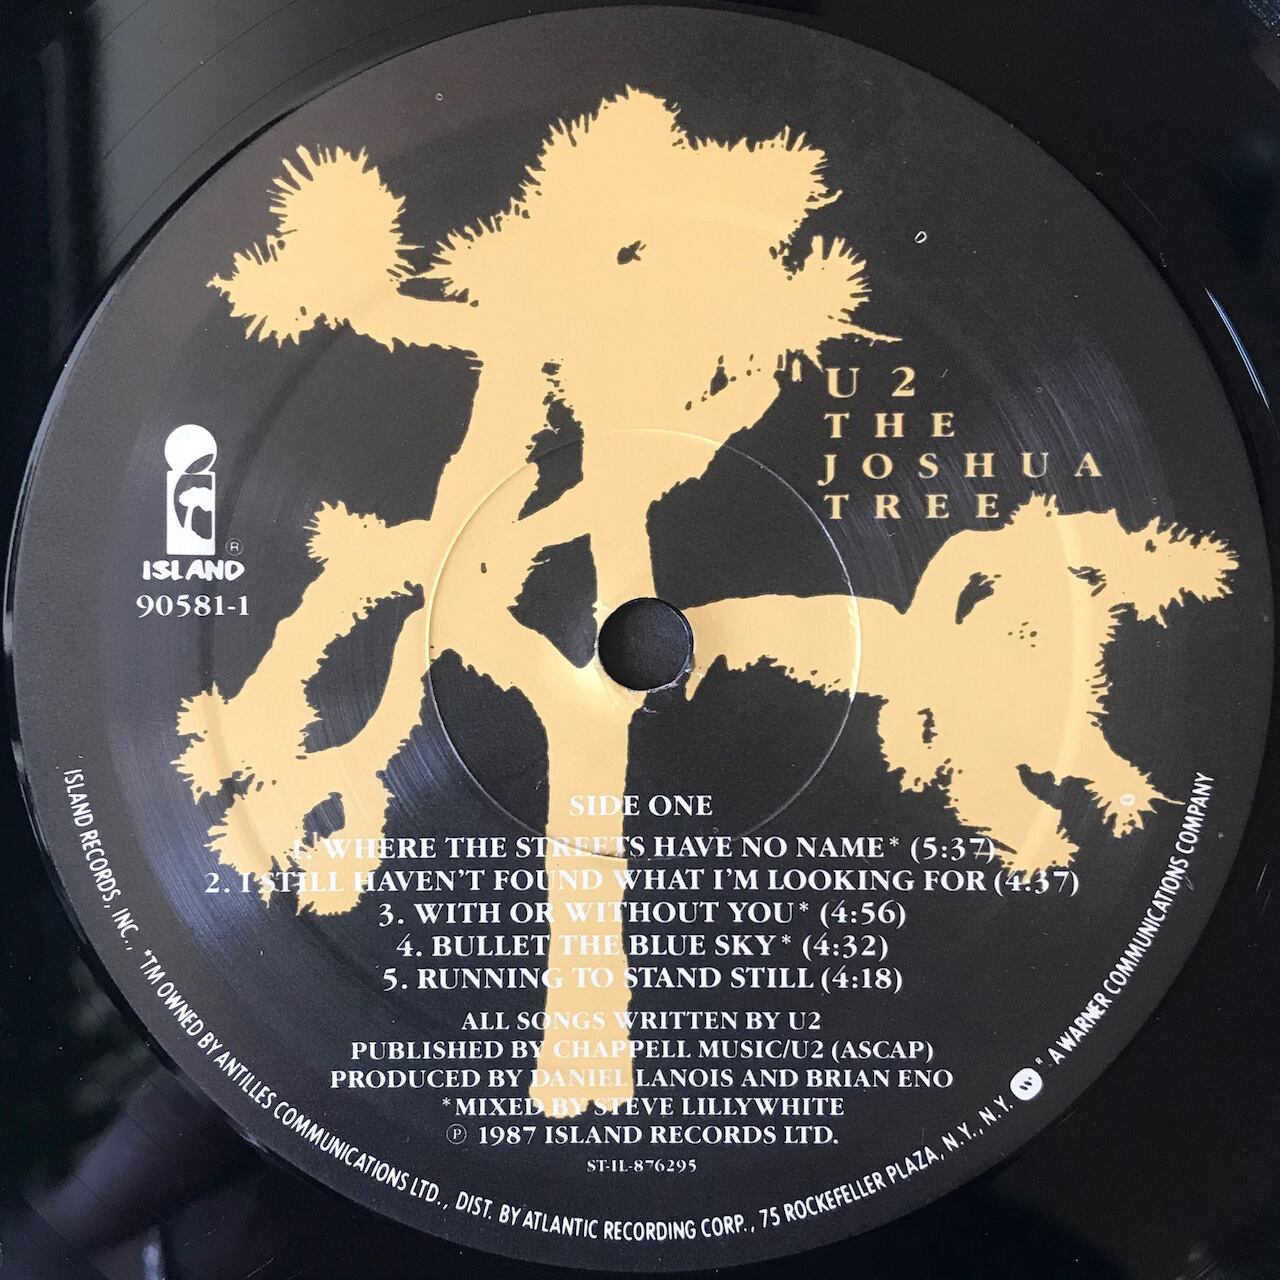 U 2
THE
JOSHUA
TREE
ISLAND ®
90581-1
SIDE ONE
1. WHERE THE STREETS HAVE NO NAME* (5:37)
2. I STILL HAVEN'T FOUND WHAT I'M LOOKING FOR (4:37)
3. WITH OR WITHOUT YOU* (4:56)
4. BULLET THE BLUE SKY* (4:32)
5. RUNNING TO STAND STILL (4:18)
ALL SONGS WRITTEN BY U2
PUBLISHED BY CHAPPELL MUSIC/U2 (ASCAP)
PRODUCED BY DANIEL LANOIS AND BRIAN ENO
*MIXED BY STEVE LILLYWHITE
℗ 1987 ISLAND RECORDS LTD.
ST-IL-876295
ISLAND RECORDS, INC., *TM OWNED BY ANTILLES COMMUNICATIONS LTD., DIST. BY ATLANTIC RECORDING CORP., 75 ROCKEFELLER PLAZA, N.Y., N.Y. W ® A WARNER COMMUNICATIONS COMPANY